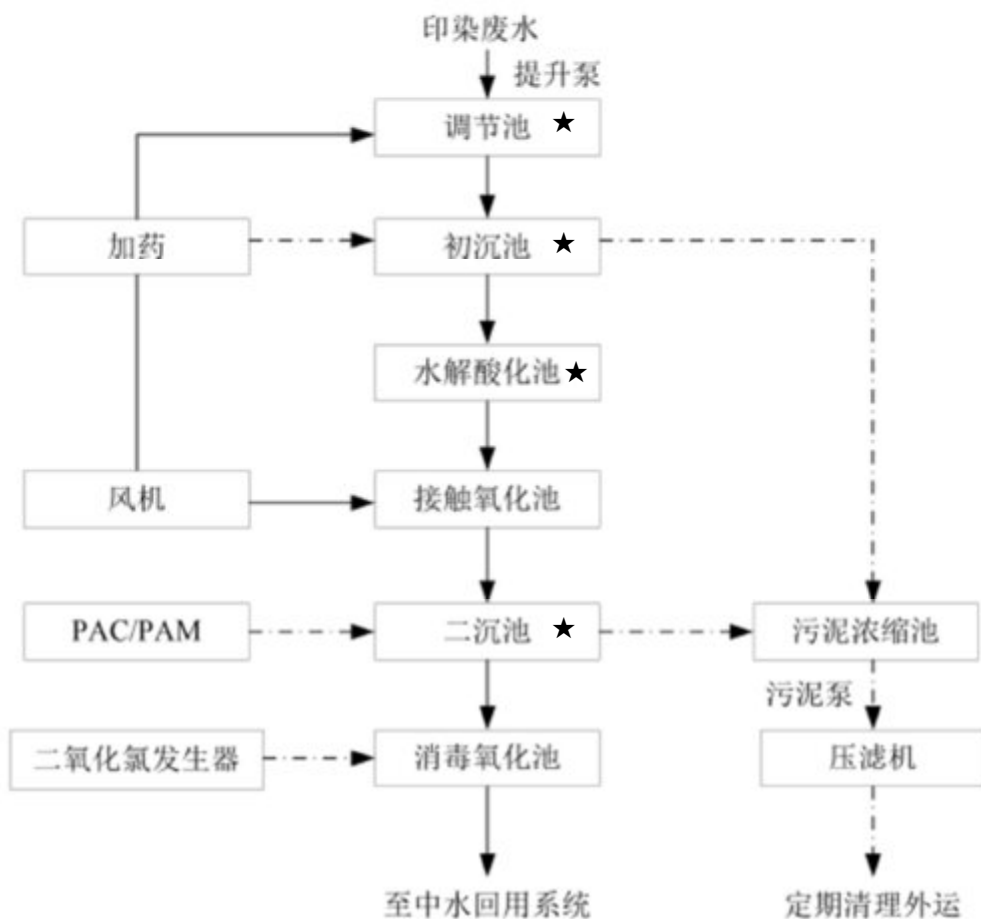 印染废水
提升泵
调节池 ★
加药
初沉池 ★
水解酸化池 ★
风机
接触氧化池
PAC/PAM
二沉池 ★
污泥浓缩池
污泥泵
二氧化氯发生器
消毒氧化池
压滤机
至中水回用系统
定期清理外运